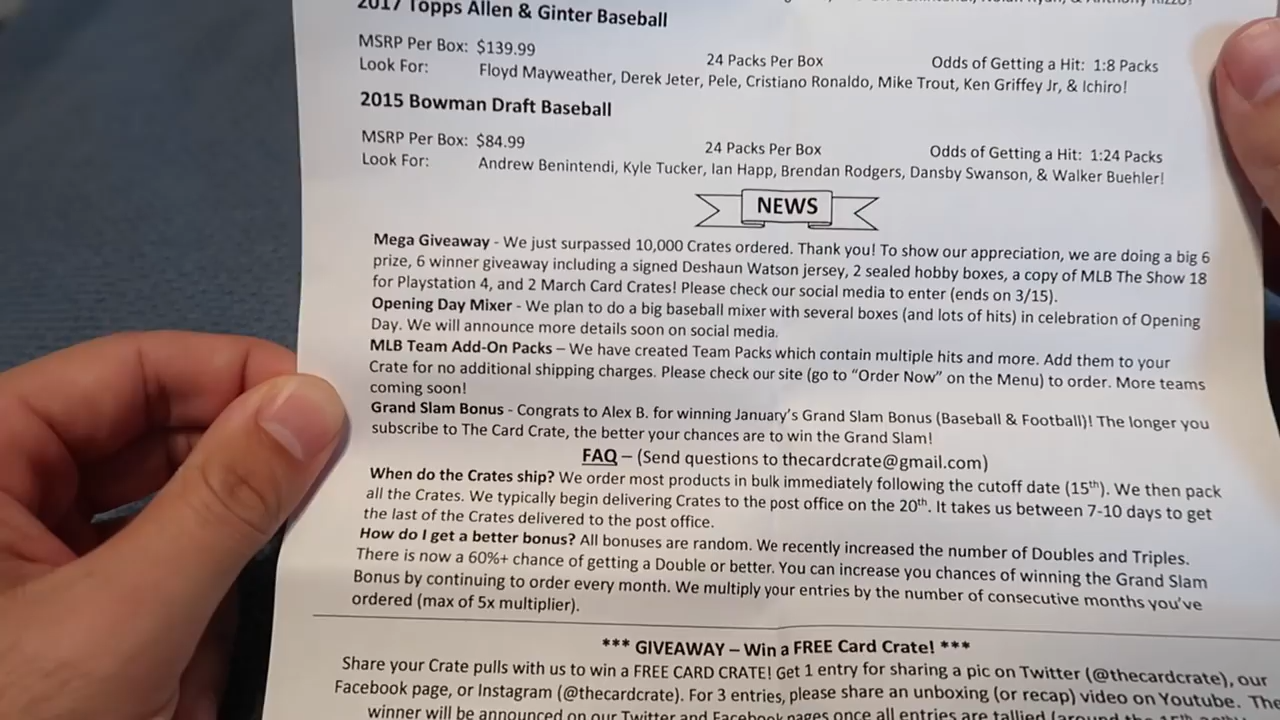 Nolan Ryan, & Anthony Rizzo!
2017 Topps Allen & Ginter Baseball
MSRP Per Box: $139.99 24 Packs Per Box Odds of Getting a Hit: 1:8 Packs
Look For: Floyd Mayweather, Derek Jeter, Pele, Cristiano Ronaldo, Mike Trout, Ken Griffey Jr, & Ichiro!
2015 Bowman Draft Baseball
MSRP Per Box: $84.99 24 Packs Per Box Odds of Getting a Hit: 1:24 Packs
Look For: Andrew Benintendi, Kyle Tucker, Ian Happ, Brendan Rodgers, Dansby Swanson, & Walker Buehler!
NEWS
Mega Giveaway - We just surpassed 10,000 Crates ordered. Thank you! To show our appreciation, we are doing a big 6
prize, 6 winner giveaway including a signed Deshaun Watson jersey, 2 sealed hobby boxes, a copy of MLB The Show 18
for Playstation 4, and 2 March Card Crates! Please check our social media to enter (ends on 3/15).
Opening Day Mixer - We plan to do a big baseball mixer with several boxes (and lots of hits) in celebration of Opening
Day. We will announce more details soon on social media.
MLB Team Add-On Packs – We have created Team Packs which contain multiple hits and more. Add them to your
Crate for no additional shipping charges. Please check our site (go to “Order Now” on the Menu) to order. More teams
coming soon!
Grand Slam Bonus - Congrats to Alex B. for winning January’s Grand Slam Bonus (Baseball & Football)! The longer you
subscribe to The Card Crate, the better your chances are to win the Grand Slam!
FAQ – (Send questions to thecardcrate@gmail.com)
When do the Crates ship? We order most products in bulk immediately following the cutoff date (15th). We then pack
all the Crates. We typically begin delivering Crates to the post office on the 20th. It takes us between 7-10 days to get
the last of the Crates delivered to the post office.
How do I get a better bonus? All bonuses are random. We recently increased the number of Doubles and Triples.
There is now a 60%+ chance of getting a Double or better. You can increase you chances of winning the Grand Slam
Bonus by continuing to order every month. We multiply your entries by the number of consecutive months you’ve
ordered (max of 5x multiplier).
*** GIVEAWAY – Win a FREE Card Crate! ***
Share your Crate pulls with us to win a FREE CARD CRATE! Get 1 entry for sharing a pic on Twitter (@thecardcrate), our
Facebook page, or Instagram (@thecardcrate). For 3 entries, please share an unboxing (or recap) video on Youtube. The
winner will be announced on our Twitter and Facebook pages once all entries are tallied (around the